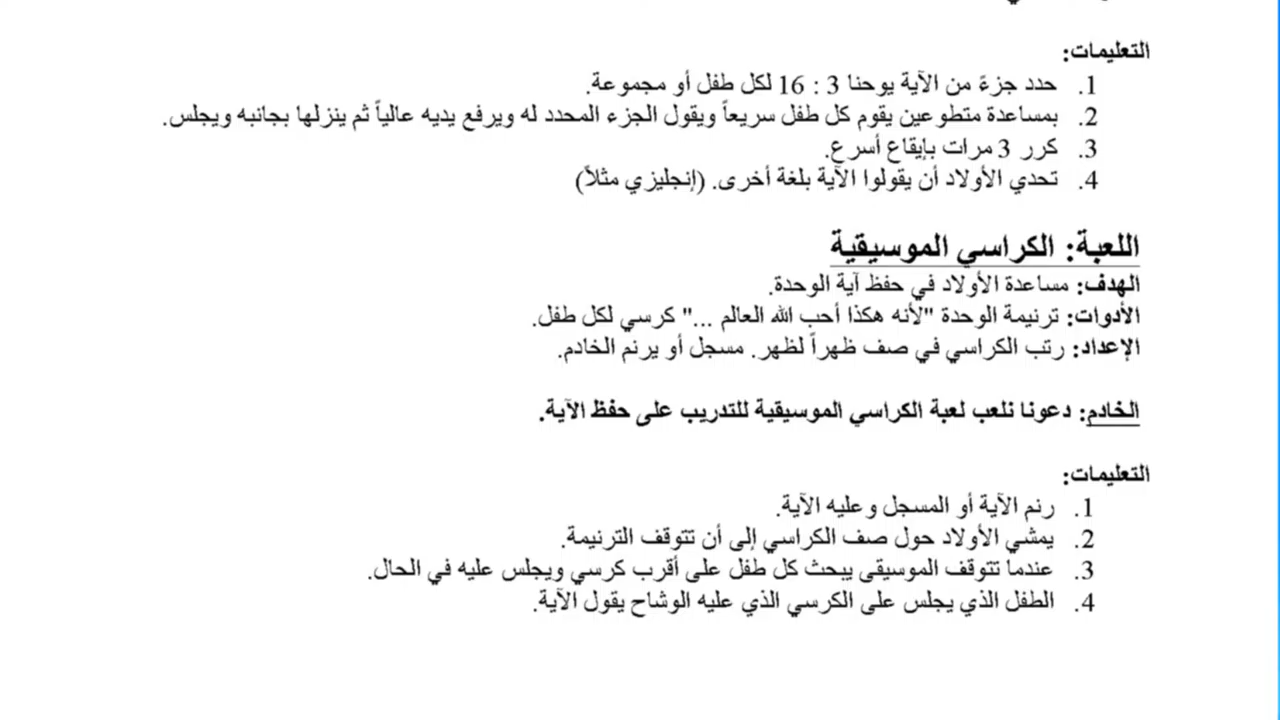 التعليمات:
1. حدد جزءً من الآية يوحنا 3 : 16 لكل طفل أو مجموعة.
2. بمساعدة متطوعين يقوم كل طفل سريعاً ويقول الجزء المحدد له ويرفع يديه عالياً ثم ينزلها بجانبه ويجلس.
3. كرر 3 مرات بإيقاع أسرع.
4. تحدي الأولاد أن يقولوا الآية بلغة أخرى. (إنجليزي مثلاً)
اللعبة: الكراسي الموسيقية
الهدف: مساعدة الأولاد في حفظ آية الوحدة.
الأدوات: ترنيمة الوحدة "لأنه هكذا أحب الله العالم ..." كرسي لكل طفل.
الإعداد: رتب الكراسي في صف ظهراً لظهر. مسجل أو يرنم الخادم.
الخادم: دعونا نلعب لعبة الكراسي الموسيقية للتدريب على حفظ الآية.
التعليمات:
1. رنم الآية أو المسجل وعليه الآية.
2. يمشي الأولاد حول صف الكراسي إلى أن تتوقف الترنيمة.
3. عندما تتوقف الموسيقى يبحث كل طفل على أقرب كرسي ويجلس عليه في الحال.
4. الطفل الذي يجلس على الكرسي الذي عليه الوشاح يقول الآية.